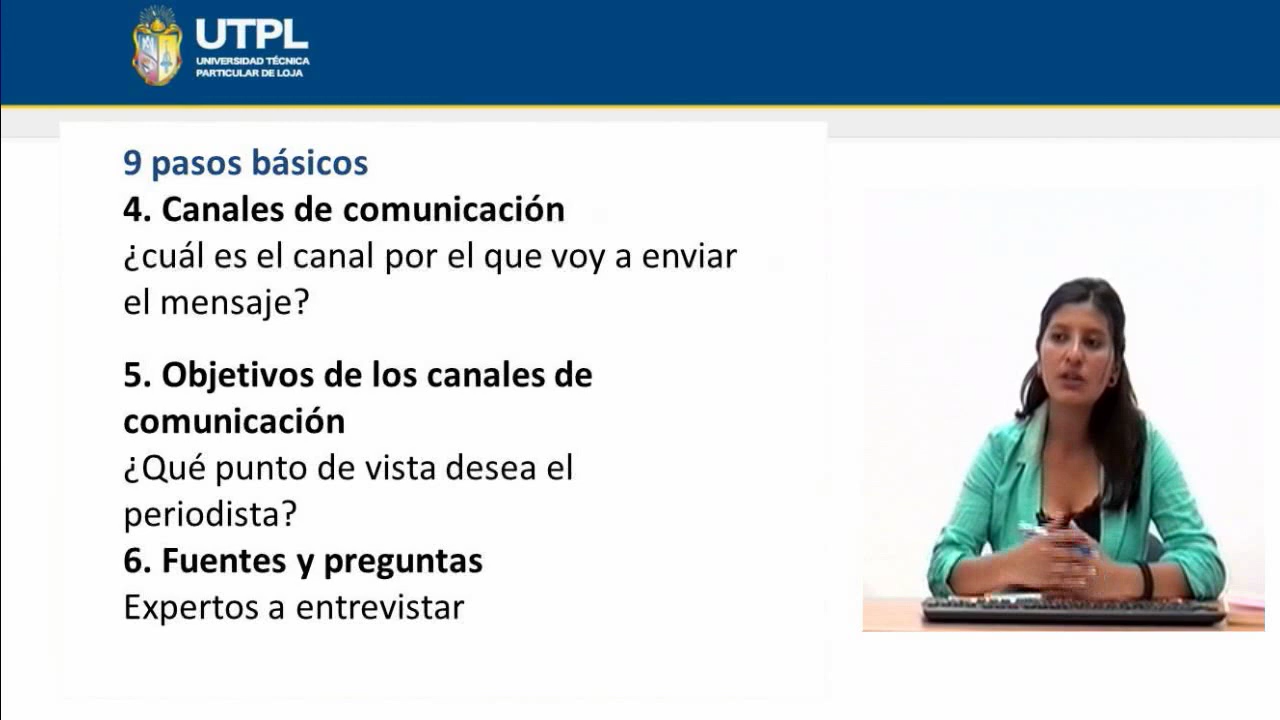 UTPL
UNIVERSIDAD TÉCNICA
PARTICULAR DE LOJA
9 pasos básicos
4. Canales de comunicación
¿cuál es el canal por el que voy a enviar
el mensaje?
5. Objetivos de los canales de
comunicación
¿Qué punto de vista desea el
periodista?
6. Fuentes y preguntas
Expertos a entrevistar